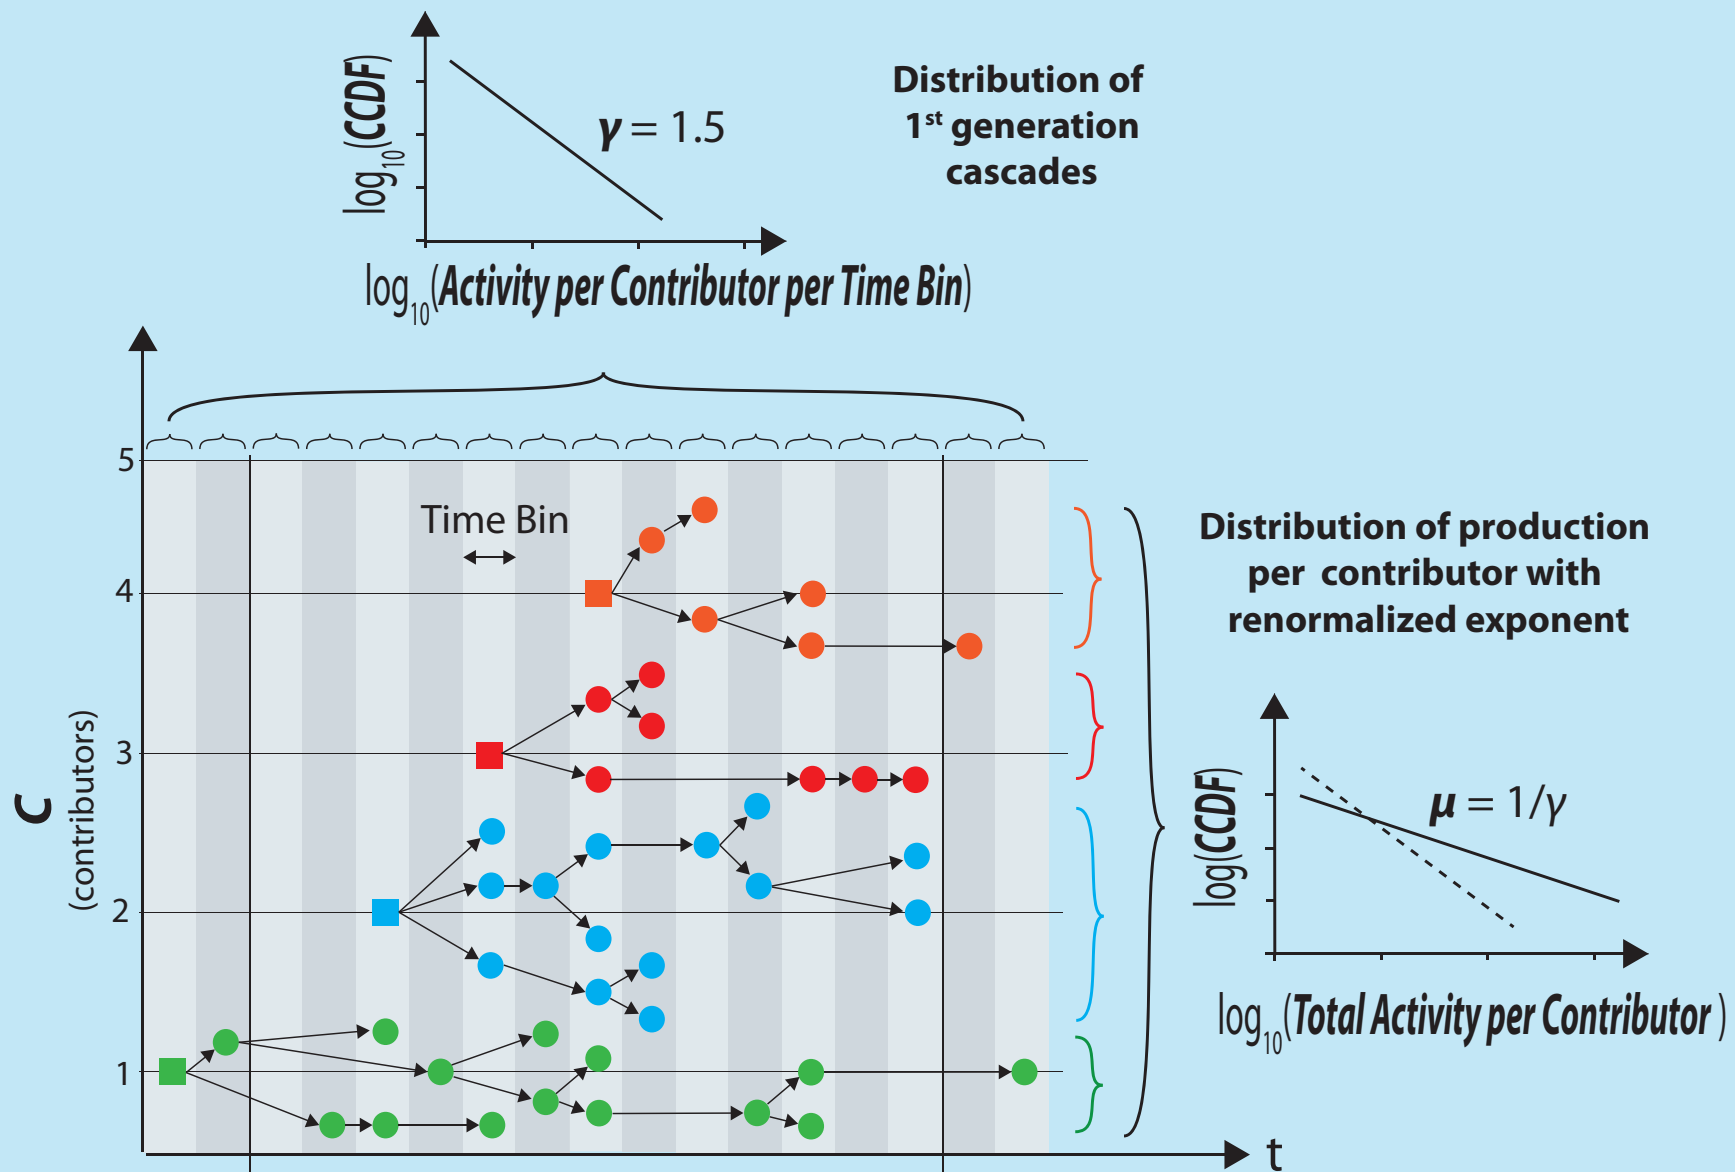 log10(CCDF)
γ = 1.5
Distribution of
1st generation
cascades
log10(Activity per Contributor per Time Bin)
5
Time Bin
4
3
2
1
C
(contributors)
t
Distribution of production
per contributor with
renormalized exponent
log(CCDF)
μ = 1/γ
log10(Total Activity per Contributor)